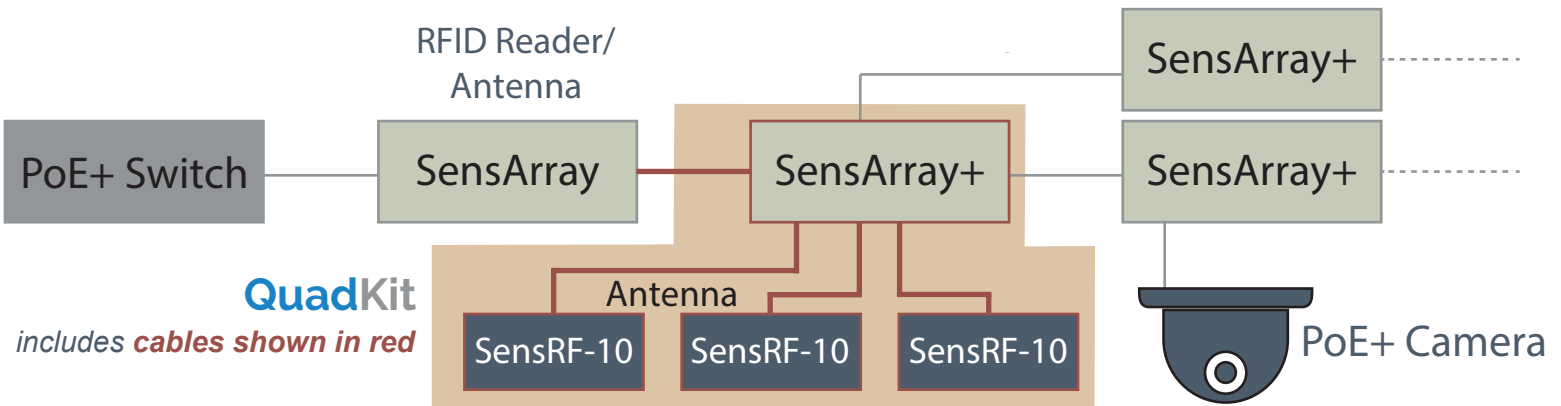 RFID Reader/
Antenna
SensArray+
PoE+ Switch
SensArray
SensArray+
SensArray+
QuadKit
includes cables shown in red
Antenna
SensRF-10
SensRF-10
SensRF-10
PoE+ Camera